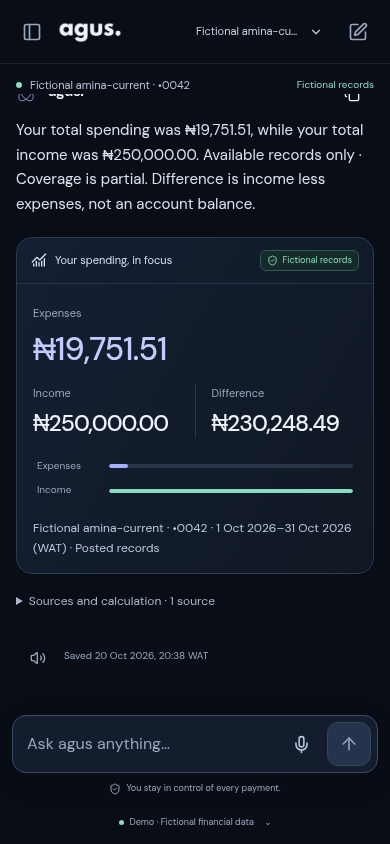 agus.
Fictional amina-cu...
Fictional amina-current · •0042
Fictional records
Your total spending was ₦19,751.51, while your total
income was ₦250,000.00. Available records only ·
Coverage is partial. Difference is income less
expenses, not an account balance.
Your spending, in focus
Fictional records
Expenses
₦19,751.51
Income
Difference
₦250,000.00
₦230,248.49
Expenses
Income
Fictional amina-current · •0042 · 1 Oct 2026–31 Oct 2026
(WAT) · Posted records
Sources and calculation · 1 source
Saved 20 Oct 2026, 20:38 WAT
Ask agus anything...
You stay in control of every payment.
Demo · Fictional financial data